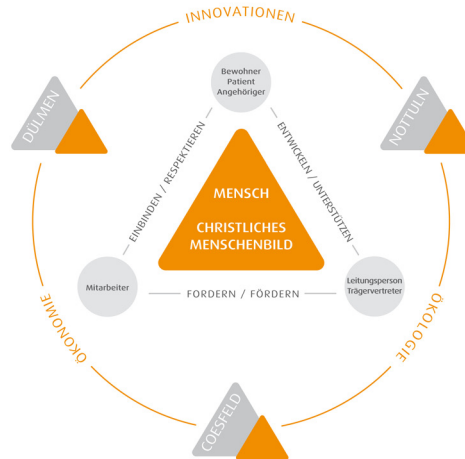 INNOVATIONEN
DÜLMEN
NOTTULN
Bewohner
Patient
Angehöriger
EINBINDEN / RESPEKTIEREN
ENTWICKELN / UNTERSTÜTZEN
MENSCH
CHRISTLICHES
MENSCHENBILD
Mitarbeiter
FORDERN / FÖRDERN
Leitungsperson
Trägervertreter
ÖKONOMIE
ÖKOLOGIE
COESFELD